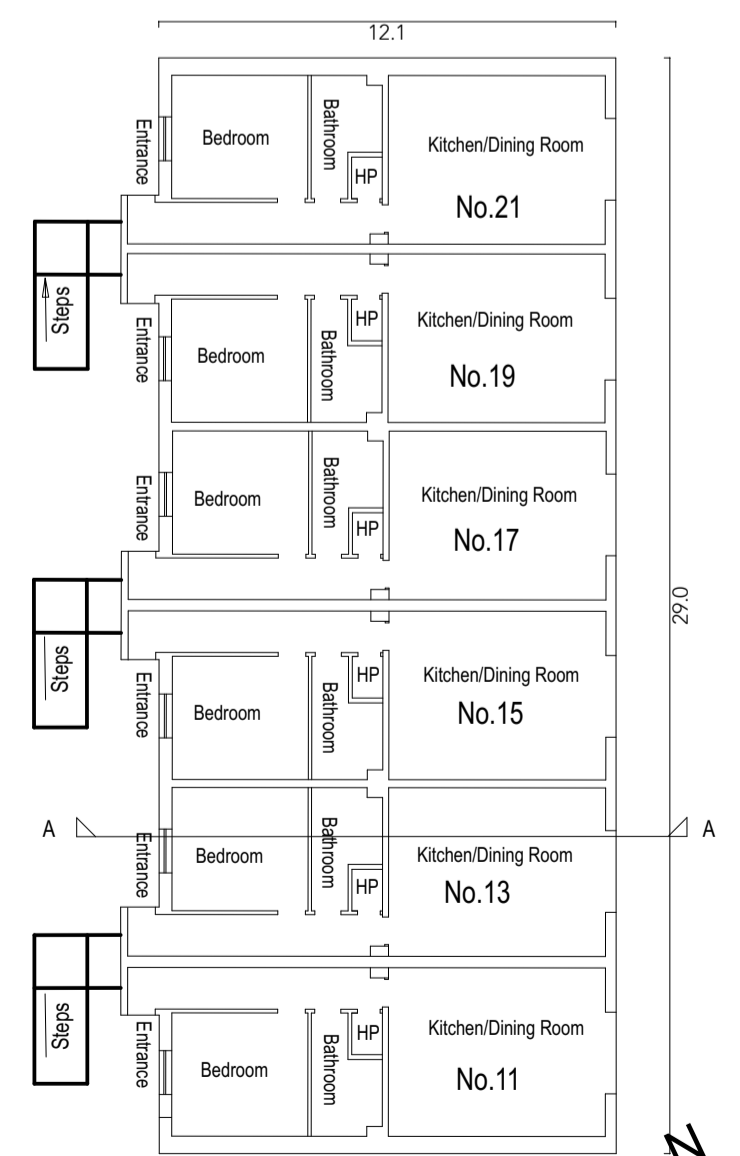 12.1
Entrance
Bedroom
Bathroom
HP
Kitchen/Dining Room
No.21
Steps
Entrance
Bedroom
Bathroom
HP
Kitchen/Dining Room
No.19
Entrance
Bedroom
Bathroom
HP
Kitchen/Dining Room
No.17
29.0
Steps
Entrance
Bedroom
Bathroom
HP
Kitchen/Dining Room
No.15
A
A
Entrance
Bedroom
Bathroom
HP
Kitchen/Dining Room
No.13
Steps
Entrance
Bedroom
Bathroom
HP
Kitchen/Dining Room
No.11
N